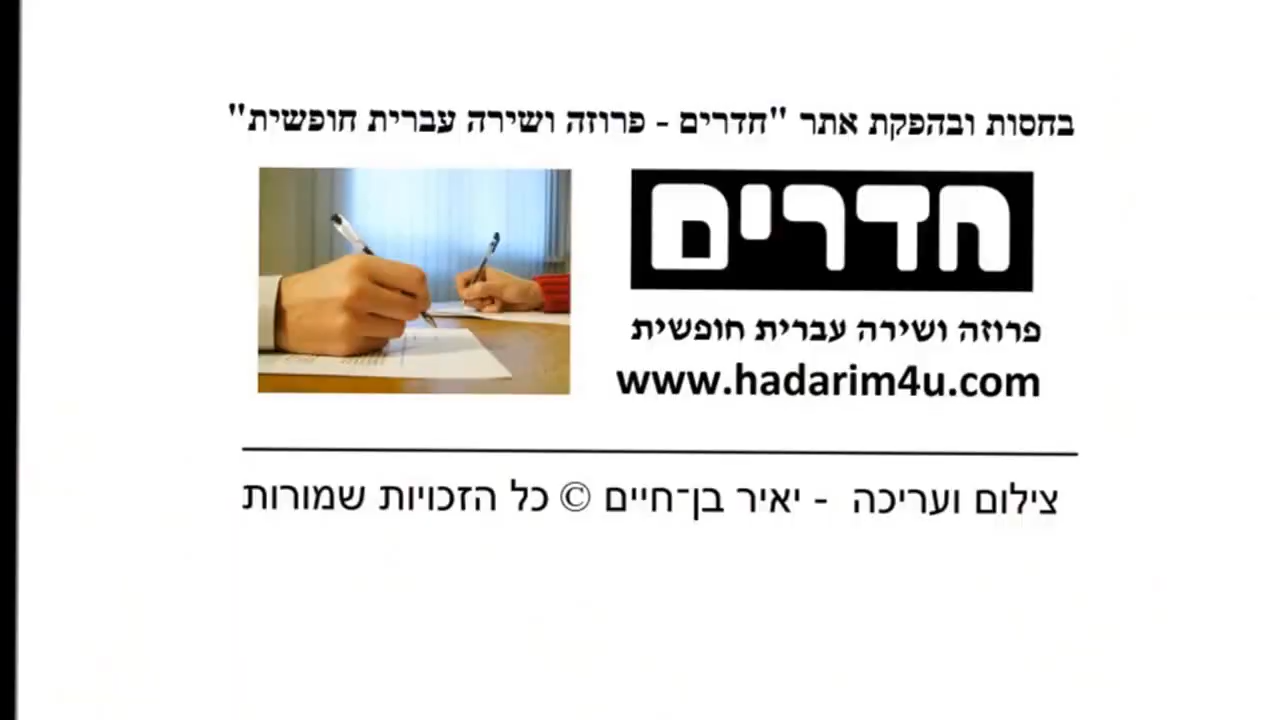 בחסות ובהפקת אתר "חדרים - פרוזה ושירה עברית חופשית"
חדרים
פרוזה ושירה עברית חופשית
www.hadarim4u.com
צילום ועריכה - יאיר בן־חיים © כל הזכויות שמורות